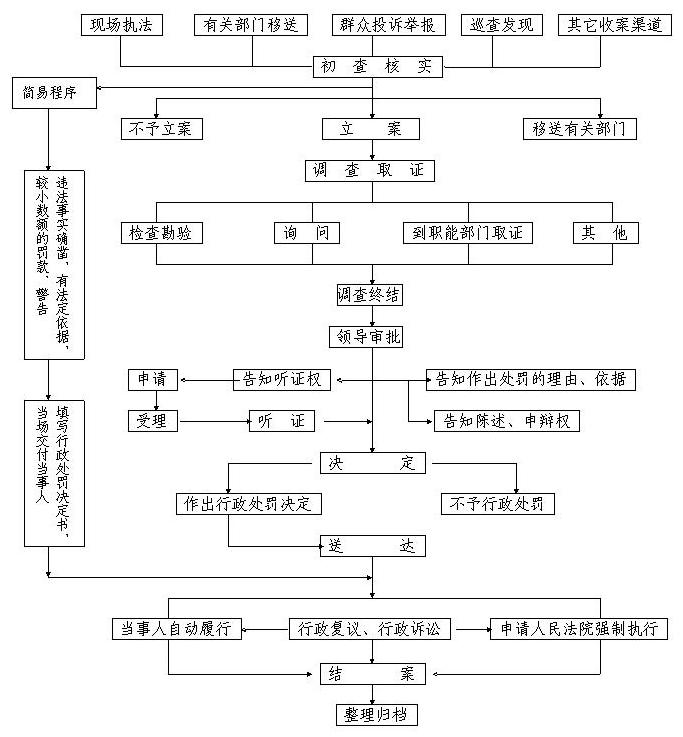 现场执法
有关部门移送
群众投诉举报
巡查发现
其它收案渠道
初 查 核 实
简易程序
不予立案
立 案
移送有关部门
调 查 取 证
违法事实确凿，有法定依据，
较小数额的罚款、警告
检查勘验
询 问
到职能部门取证
其 他
调查终结
领导审批
申请
告知听证权
告知作出处罚的理由、依据
受理
听 证
告知陈述、申辩权
填写行政处罚决定书，
当场交付当事人
决 定
作出行政处罚决定
不予行政处罚
送 达
当事人自动履行
行政复议、行政诉讼
申请人民法院强制执行
结 案
整理归档